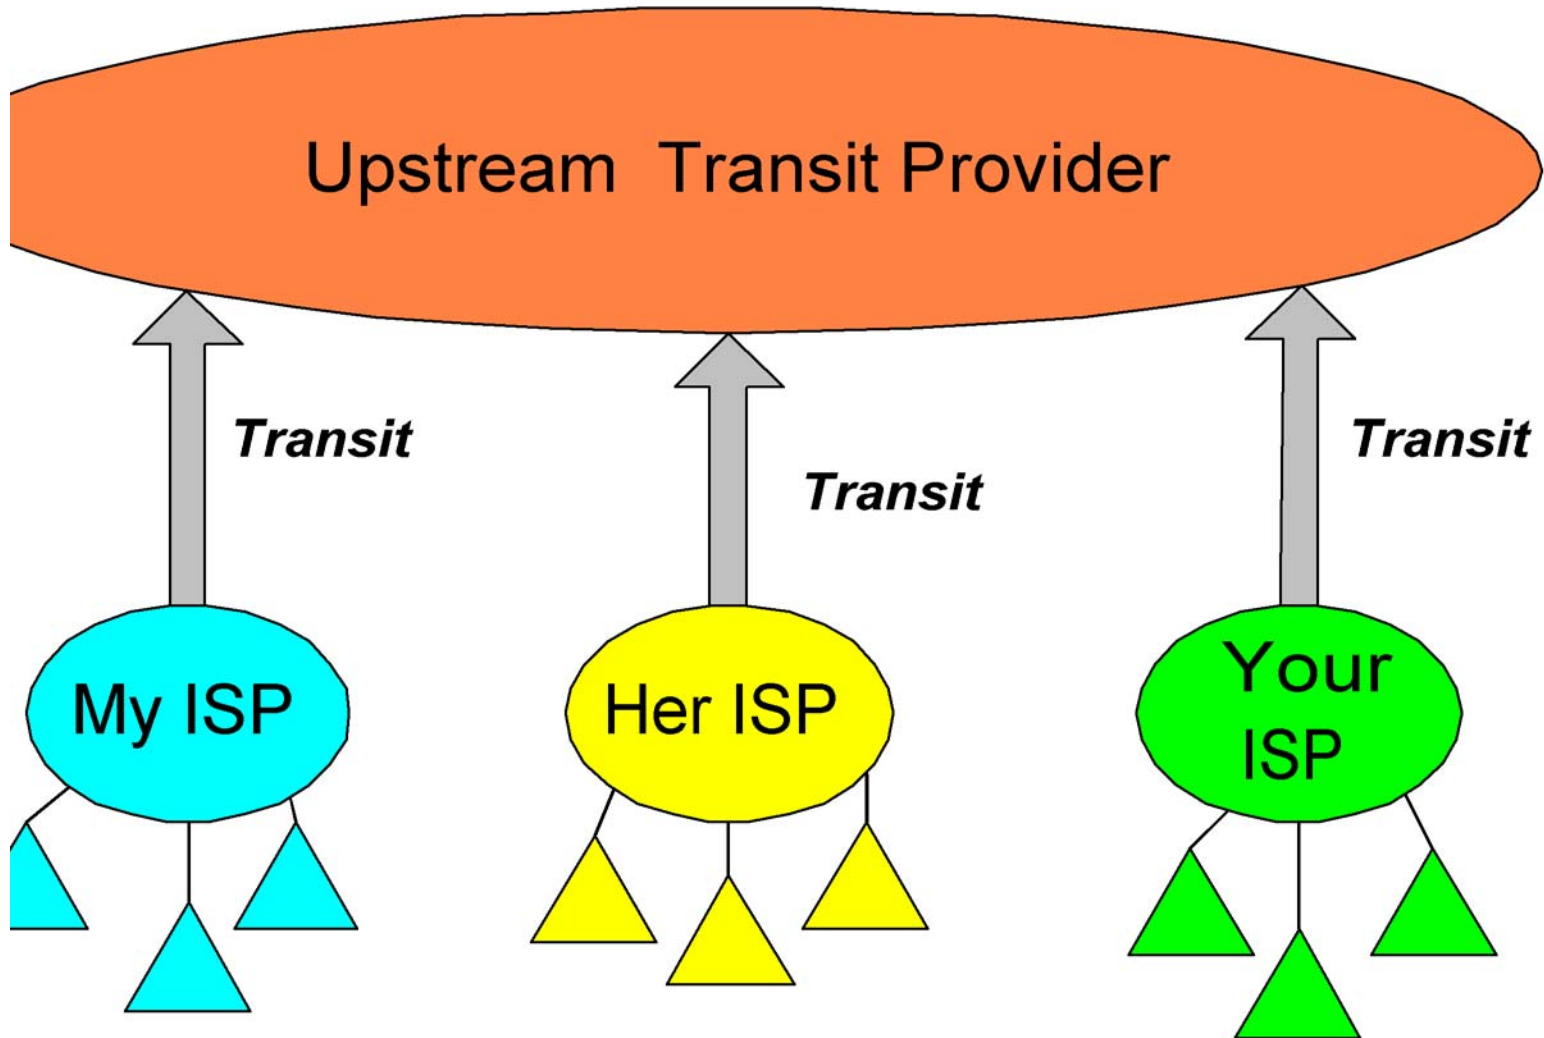 Upstream  Transit Provider
Transit
Transit
Transit
My ISP
Her ISP
Your
ISP